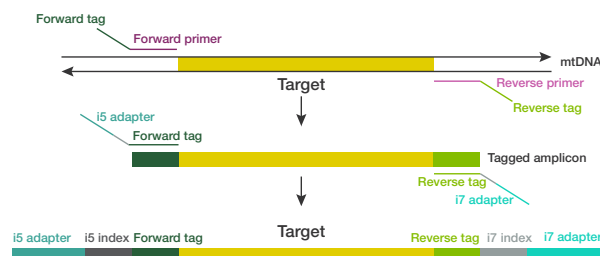 Forward tag
Forward primer
mtDNA
Target
Reverse primer
Reverse tag
i5 adapter
Forward tag
Tagged amplicon
Reverse tag
i7 adapter
Target
i5 adapter i5 index Forward tag Reverse tag i7 index i7 adapter